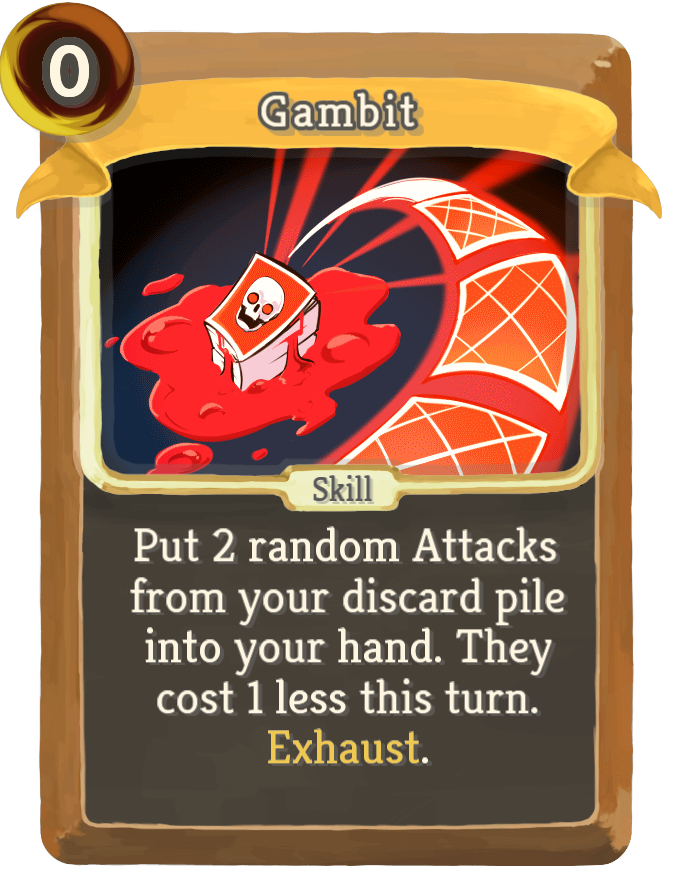 0
Gambit
Skill
Put 2 random Attacks
from your discard pile
into your hand. They
cost 1 less this turn.
Exhaust.